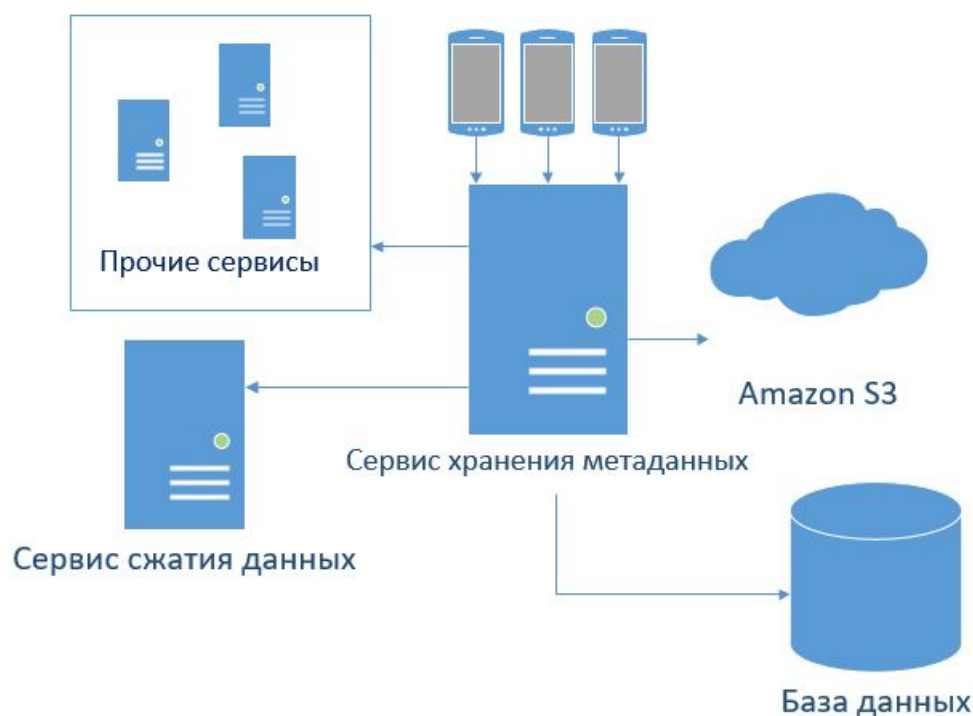 Прочие сервисы
Amazon S3
Сервис хранения метаданных
Сервис сжатия данных
База данных